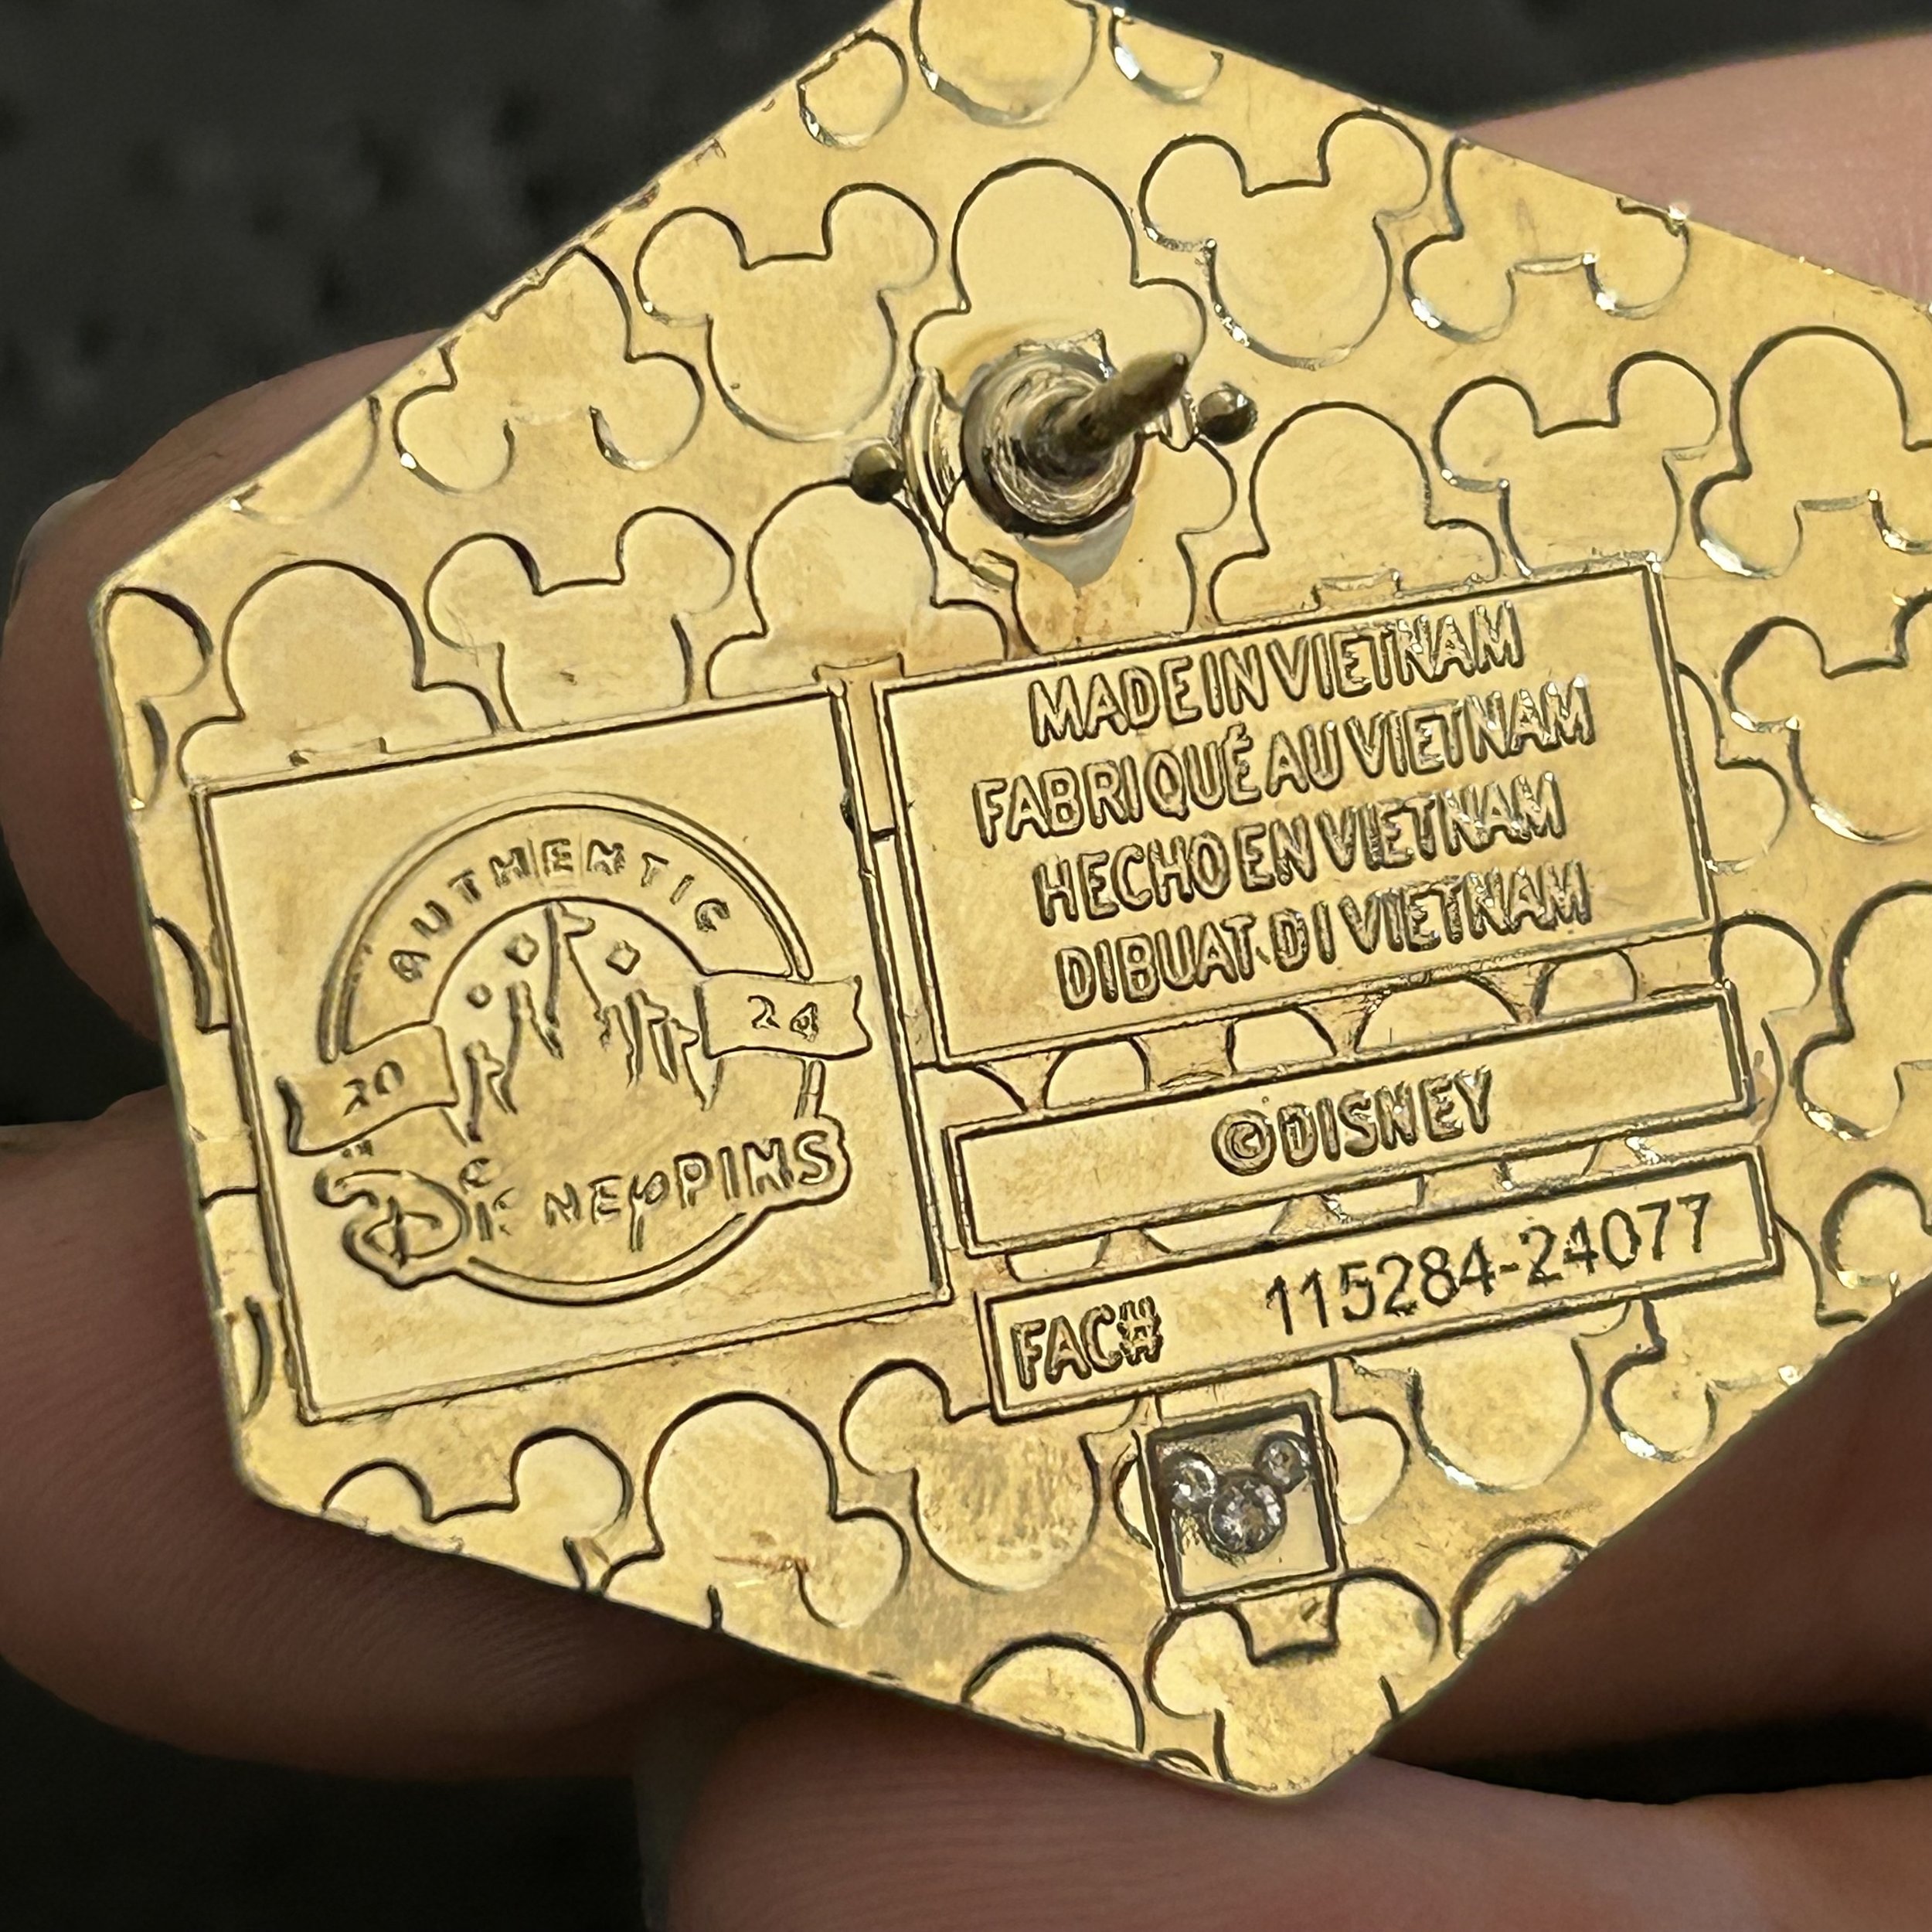 AUTHENTIC
20 24
Disney PINS
MADE IN VIETNAM
FABRIQUÉ AU VIETNAM
HECHO EN VIETNAM
DIBUAT DI VIETNAM
©DISNEY
FAC# 115284-24077